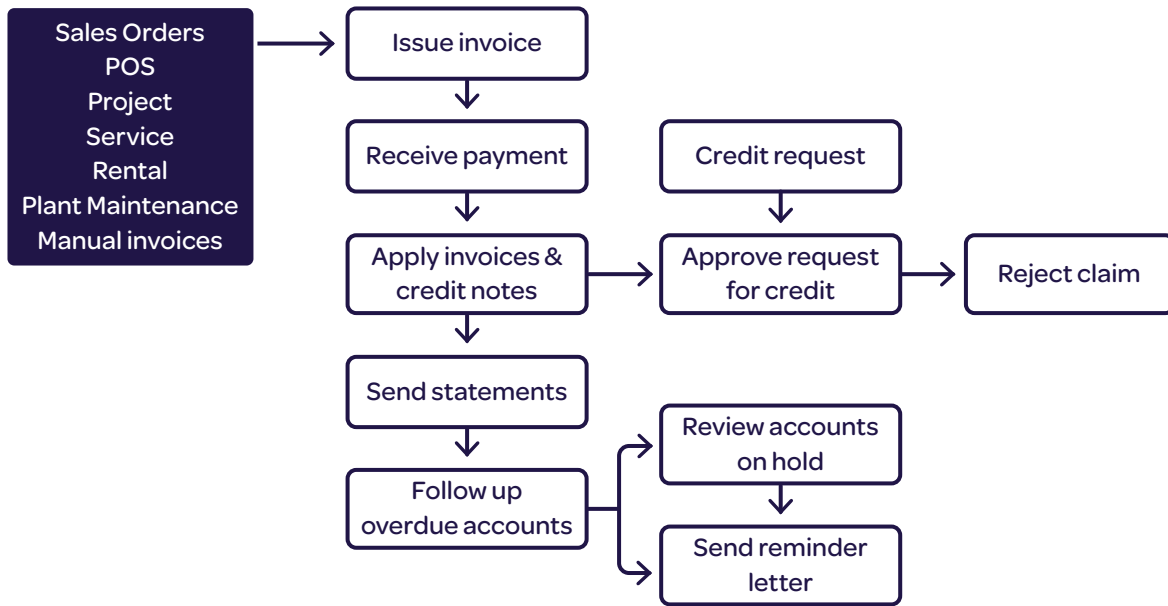 Sales Orders
POS
Project
Service
Rental
Plant Maintenance
Manual invoices
Issue invoice
Receive payment
Credit request
Apply invoices &
credit notes
Approve request
for credit
Reject claim
Send statements
Review accounts
on hold
Follow up
overdue accounts
Send reminder
letter